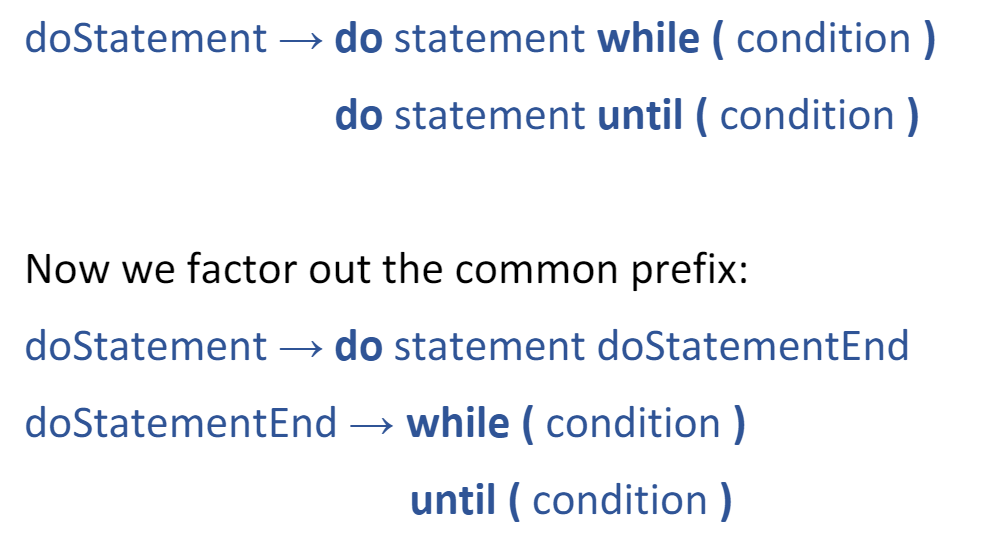 doStatement → do statement while ( condition )
do statement until ( condition )
Now we factor out the common prefix:
doStatement → do statement doStatementEnd
doStatementEnd → while ( condition )
until ( condition )